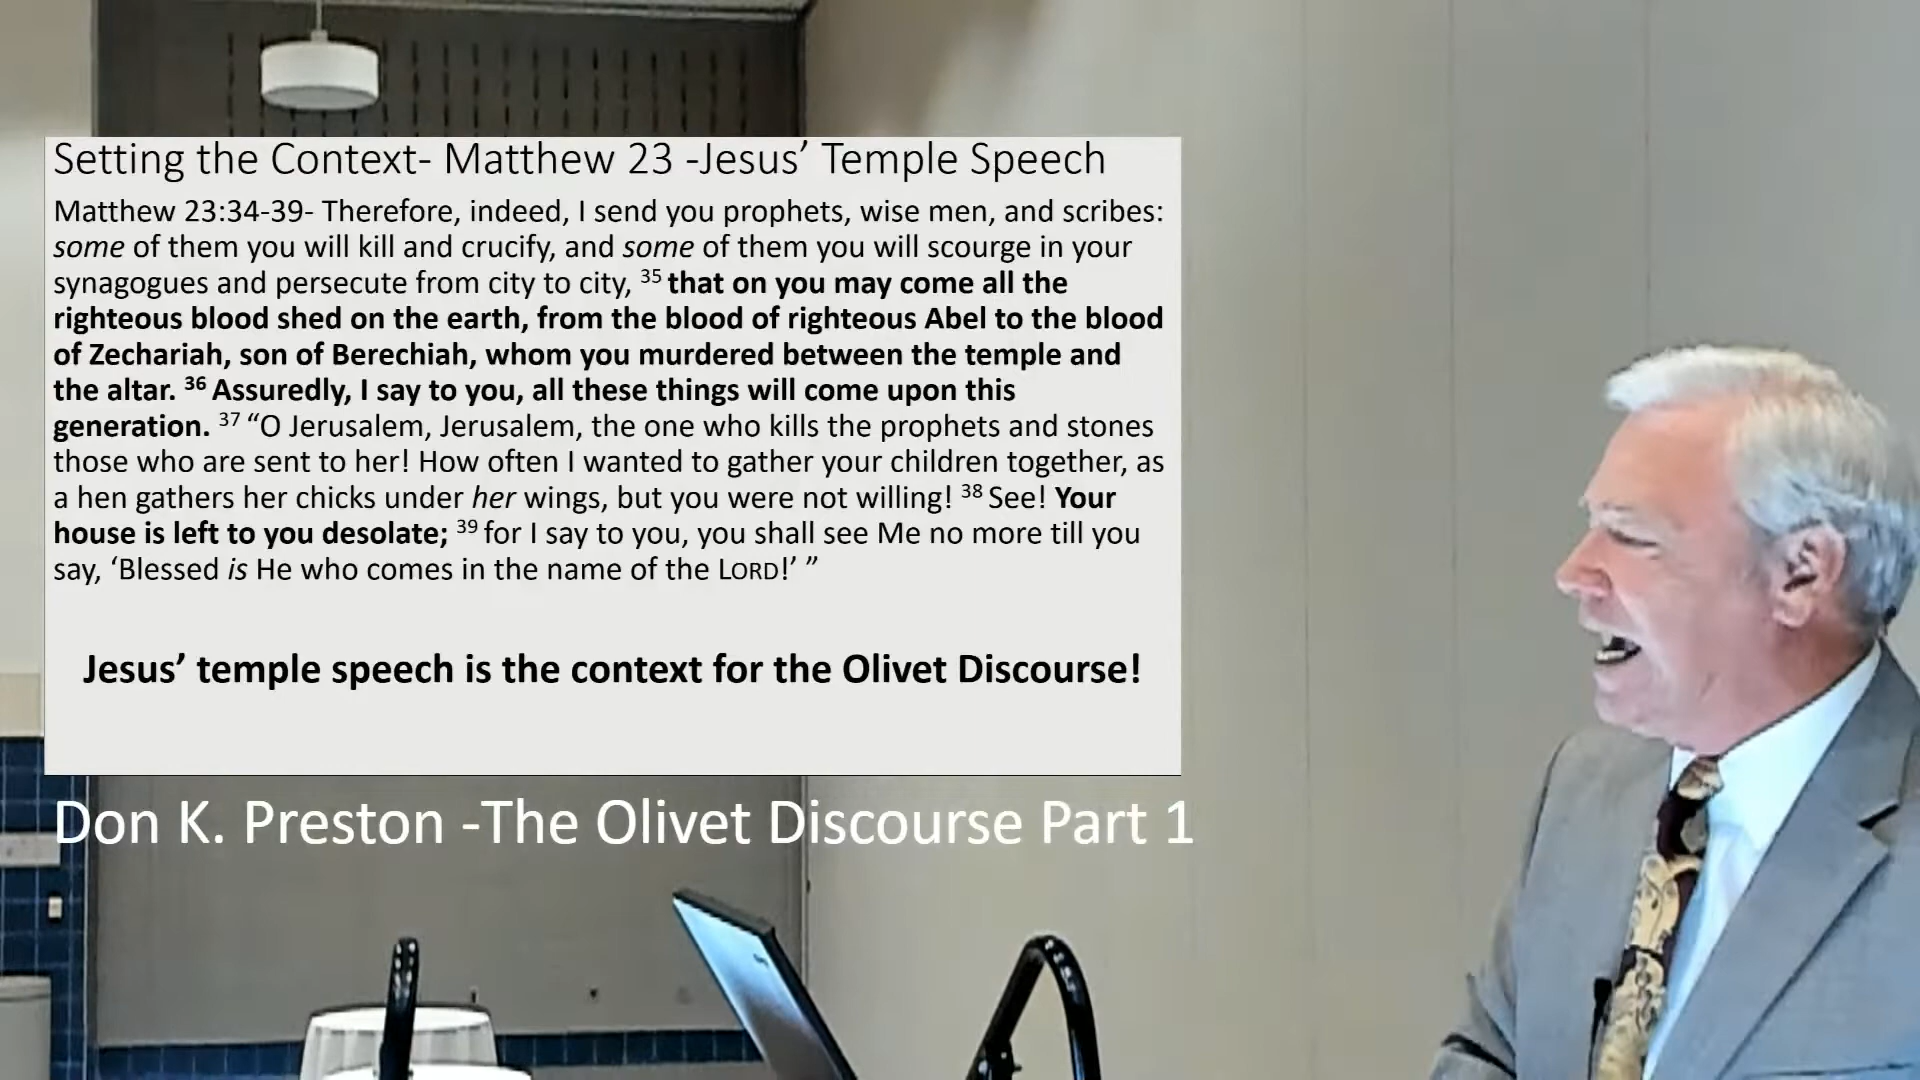 Setting the Context- Matthew 23 -Jesus’ Temple Speech
Matthew 23:34-39- Therefore, indeed, I send you prophets, wise men, and scribes:
some of them you will kill and crucify, and some of them you will scourge in your
synagogues and persecute from city to city, ³⁵ that on you may come all the
righteous blood shed on the earth, from the blood of righteous Abel to the blood
of Zechariah, son of Berechiah, whom you murdered between the temple and
the altar. ³⁶ Assuredly, I say to you, all these things will come upon this
generation. ³⁷ “O Jerusalem, Jerusalem, the one who kills the prophets and stones
those who are sent to her! How often I wanted to gather your children together, as
a hen gathers her chicks under her wings, but you were not willing! ³⁸ See! Your
house is left to you desolate; ³⁹ for I say to you, you shall see Me no more till you
say, ‘Blessed is He who comes in the name of the LORD!’ ”
Jesus’ temple speech is the context for the Olivet Discourse!
Don K. Preston -The Olivet Discourse Part 1